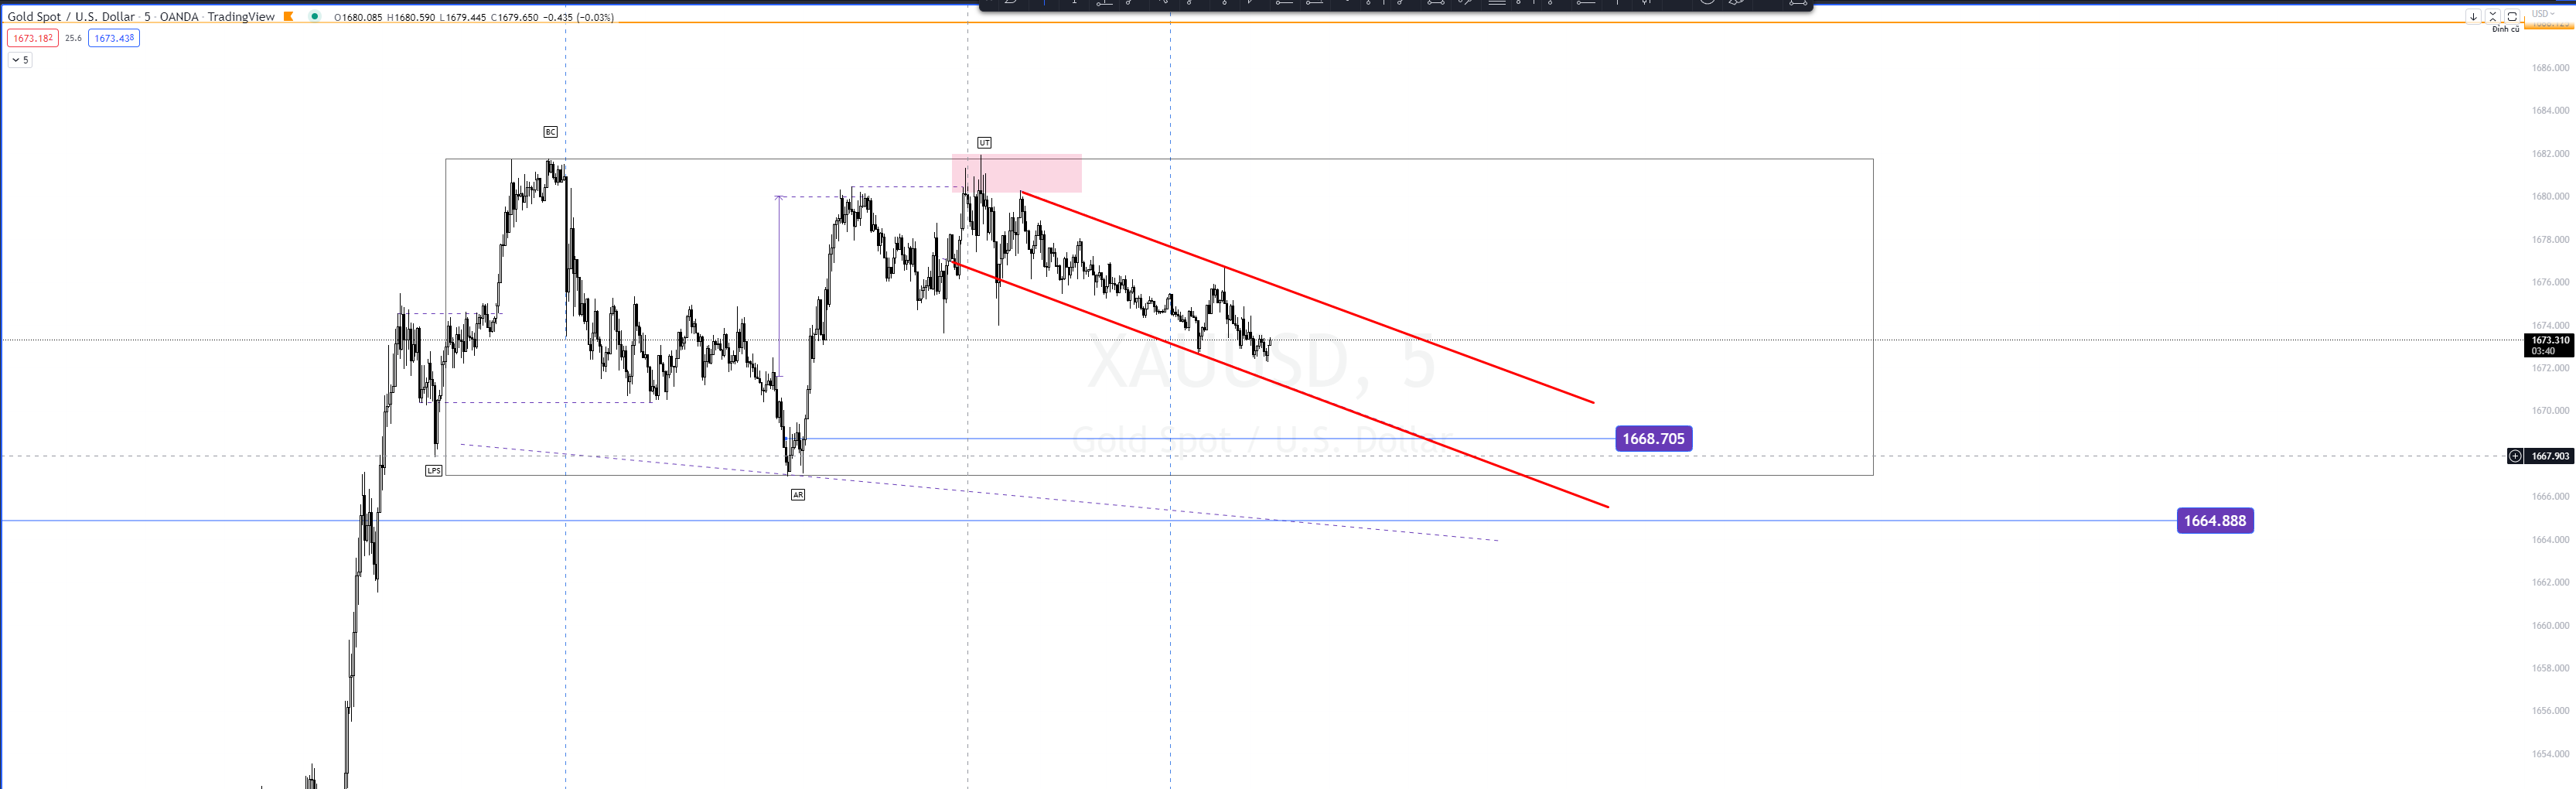 Gold Spot / U.S. Dollar · 5 · OANDA · TradingView O1680.085 H1680.590 L1679.445 C1679.650 −0.435 (−0.03%)
USD
Đỉnh cũ
1673.182 25.6 1673.438
5
1686.000
1684.000
BC
UT
1682.000
1680.000
1678.000
1676.000
1674.000
1673.310
03:40
XAUUSD, 5
1672.000
1670.000
1668.705
Gold Spot / U.S. Dollar
1667.903
LPS
AR
1666.000
1664.888
1664.000
1662.000
1660.000
1658.000
1656.000
1654.000